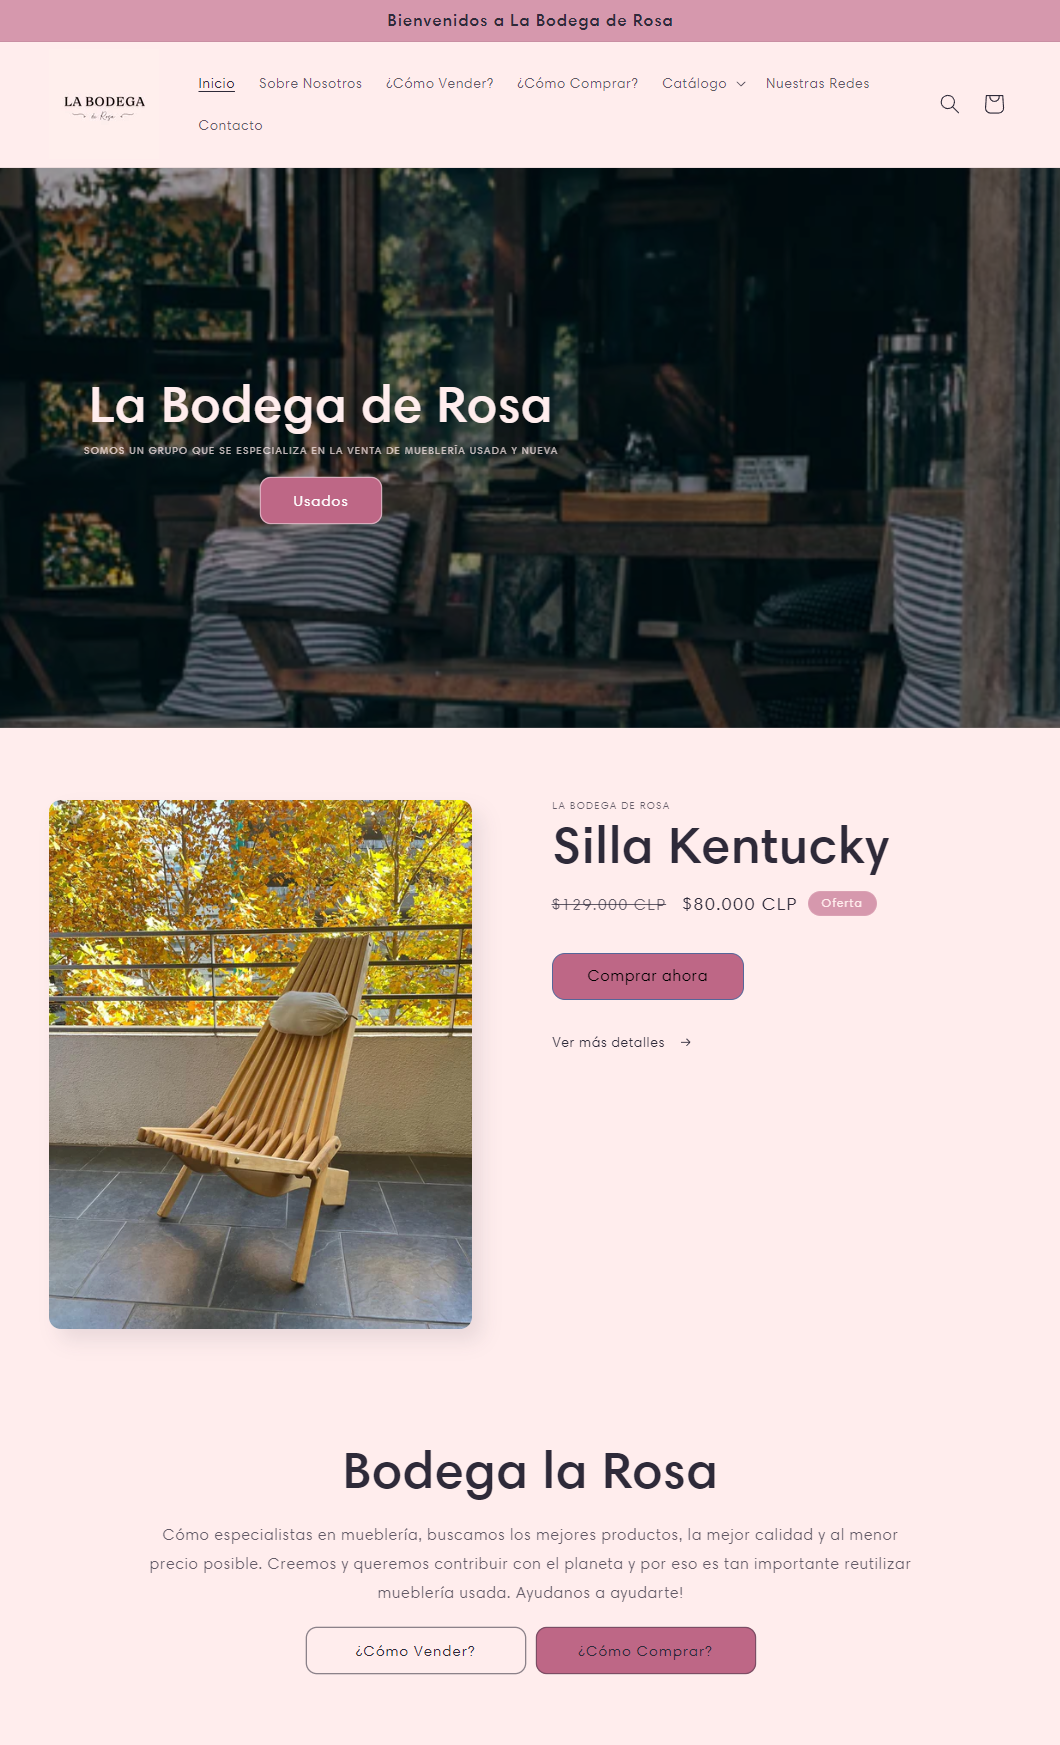 Bienvenidos a La Bodega de Rosa
LA BODEGA
de Rosa
Inicio
Sobre Nosotros
¿Cómo Vender?
¿Cómo Comprar?
Catálogo
Nuestras Redes
Contacto
La Bodega de Rosa
SOMOS UN GRUPO QUE SE ESPECIALIZA EN LA VENTA DE MUEBLERÍA USADA Y NUEVA
Usados
LA BODEGA DE ROSA
Silla Kentucky
$129.000 CLP $80.000 CLP Oferta
Comprar ahora
Ver más detalles →
Bodega la Rosa
Cómo especialistas en mueblería, buscamos los mejores productos, la mejor calidad y al menor
precio posible. Creemos y queremos contribuir con el planeta y por eso es tan importante reutilizar
mueblería usada. Ayudanos a ayudarte!
¿Cómo Vender?
¿Cómo Comprar?